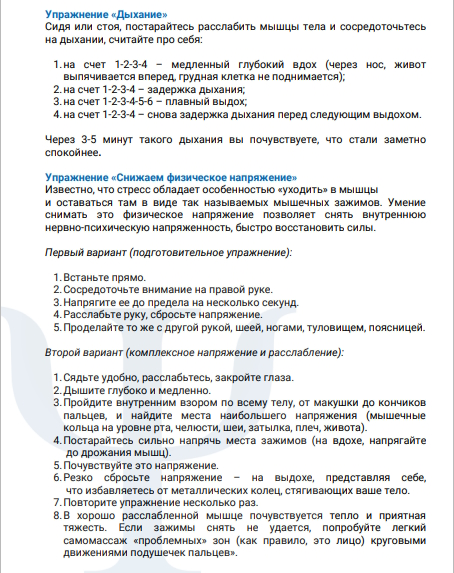 Упражнение «Дыхание»
Сидя или стоя, постарайтесь расслабить мышцы тела и сосредоточьтесь
на дыхании, считайте про себя:
1. на счет 1-2-3-4 – медленный глубокий вдох (через нос, живот
выпячивается вперед, грудная клетка не поднимается);
2. на счет 1-2-3-4 – задержка дыхания;
3. на счет 1-2-3-4-5-6 – плавный выдох;
4. на счет 1-2-3-4 – снова задержка дыхания перед следующим выдохом.
Через 3-5 минут такого дыхания вы почувствуете, что стали заметно
спокойнее.
Упражнение «Снижаем физическое напряжение»
Известно, что стресс обладает особенностью «уходить» в мышцы
и оставаться там в виде так называемых мышечных зажимов. Умение
снимать это физическое напряжение позволяет снять внутреннюю
нервно-психическую напряженность, быстро восстановить силы.
Первый вариант (подготовительное упражнение):
1. Встаньте прямо.
2. Сосредоточьте внимание на правой руке.
3. Напрягите ее до предела на несколько секунд.
4. Расслабьте руку, сбросьте напряжение.
5. Проделайте то же с другой рукой, шеей, ногами, туловищем, поясницей.
Второй вариант (комплексное напряжение и расслабление):
1. Сядьте удобно, расслабьтесь, закройте глаза.
2. Дышите глубоко и медленно.
3. Пройдите внутренним взором по всему телу, от макушки до кончиков
пальцев, и найдите места наибольшего напряжения (мышечные
кольца на уровне рта, челюсти, шеи, затылка, плеч, живота).
4. Постарайтесь сильно напрячь места зажимов (на вдохе, напрягайте
до дрожания мышц).
5. Почувствуйте это напряжение.
6. Резко сбросьте напряжение – на выдохе, представляя себе,
что избавляетесь от металлических колец, стягивающих ваше тело.
7. Повторите упражнение несколько раз.
8. В хорошо расслабленной мышце почувствуется тепло и приятная
тяжесть. Если зажимы снять не удается, попробуйте легкий
самомассаж «проблемных» зон (как правило, это лицо) круговыми
движениями подушечек пальцев».